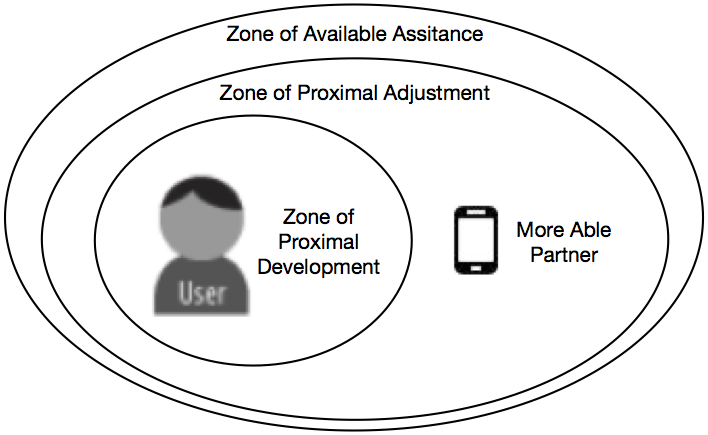 Zone of Available Assitance
Zone of Proximal Adjustment
Zone of
Proximal
Development
User
More Able
Partner